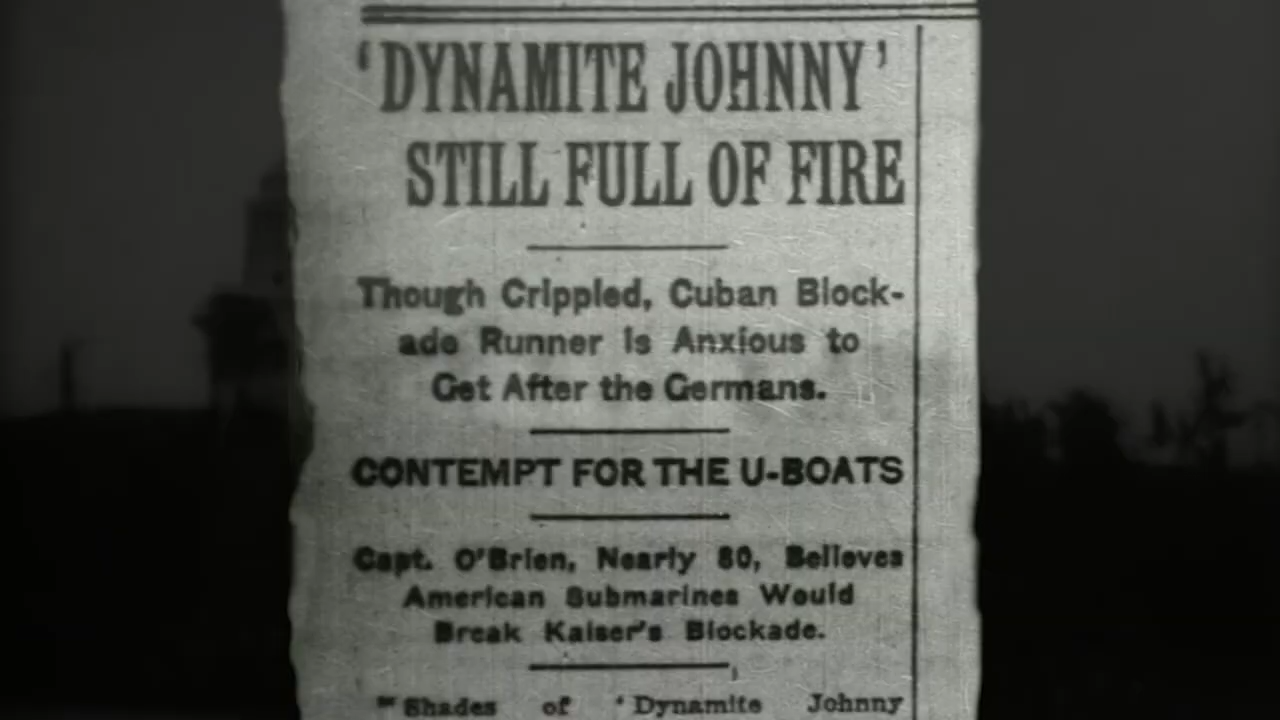 'DYNAMITE JOHNNY'
STILL FULL OF FIRE
Though Crippled, Cuban Block-
ade Runner Is Anxious to
Get After the Germans.
CONTEMPT FOR THE U-BOATS
Capt. O'Brien, Nearly 80, Believes
American Submarines Would
Break Kaiser's Blockade.
"Shades of 'Dynamite Johnny